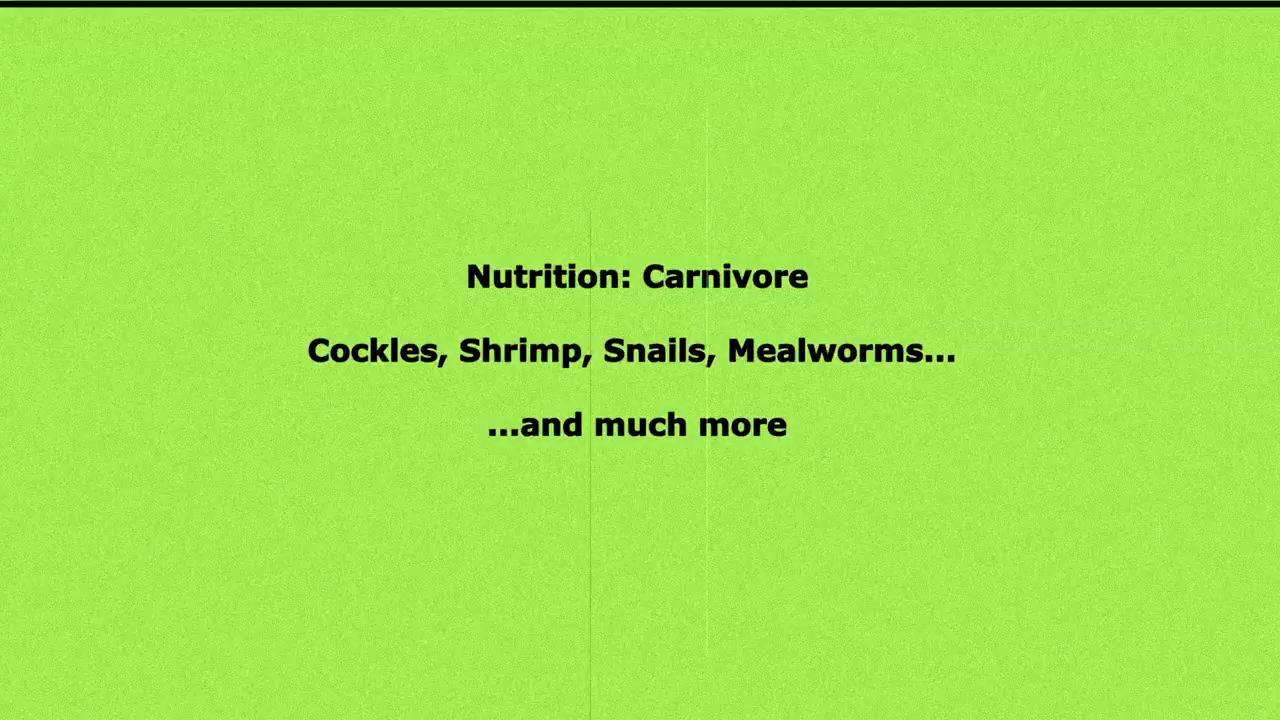 Nutrition: Carnivore
Cockles, Shrimp, Snails, Mealworms...
...and much more